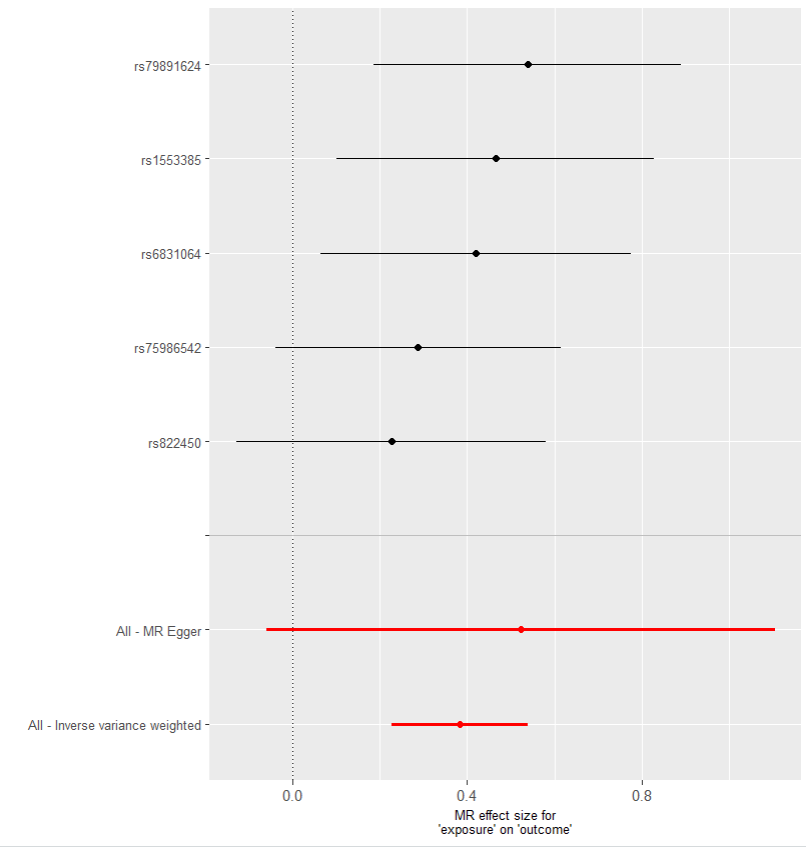 rs79891624
rs1553385
rs6831064
rs75986542
rs822450
All - MR Egger
All - Inverse variance weighted
0.0
0.4
0.8
MR effect size for
'exposure' on 'outcome'